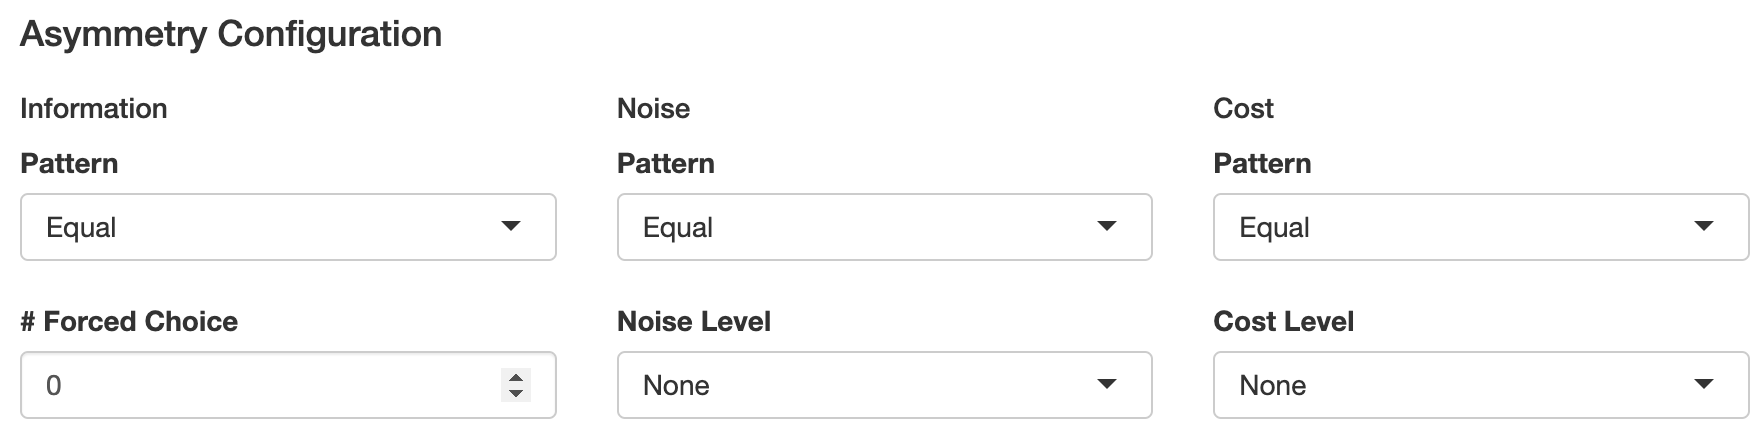 Asymmetry Configuration
Information
Noise
Cost
Pattern
Pattern
Pattern
Equal
Equal
Equal
# Forced Choice
Noise Level
Cost Level
0
None
None